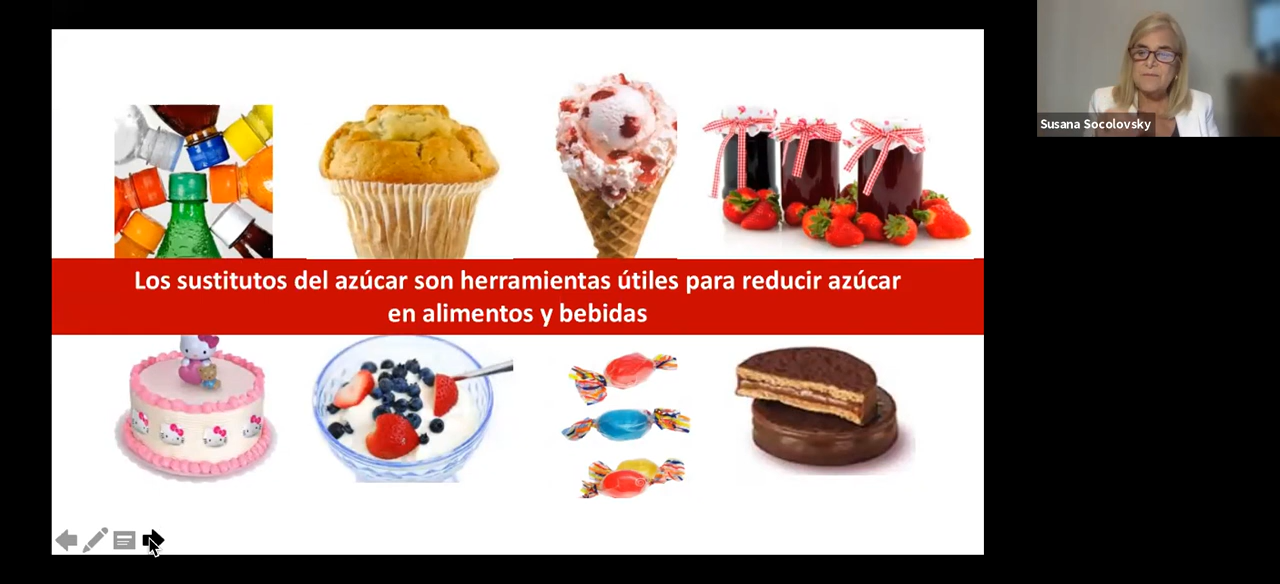 Susana Socolovsky
Los sustitutos del azúcar son herramientas útiles para reducir azúcar
en alimentos y bebidas